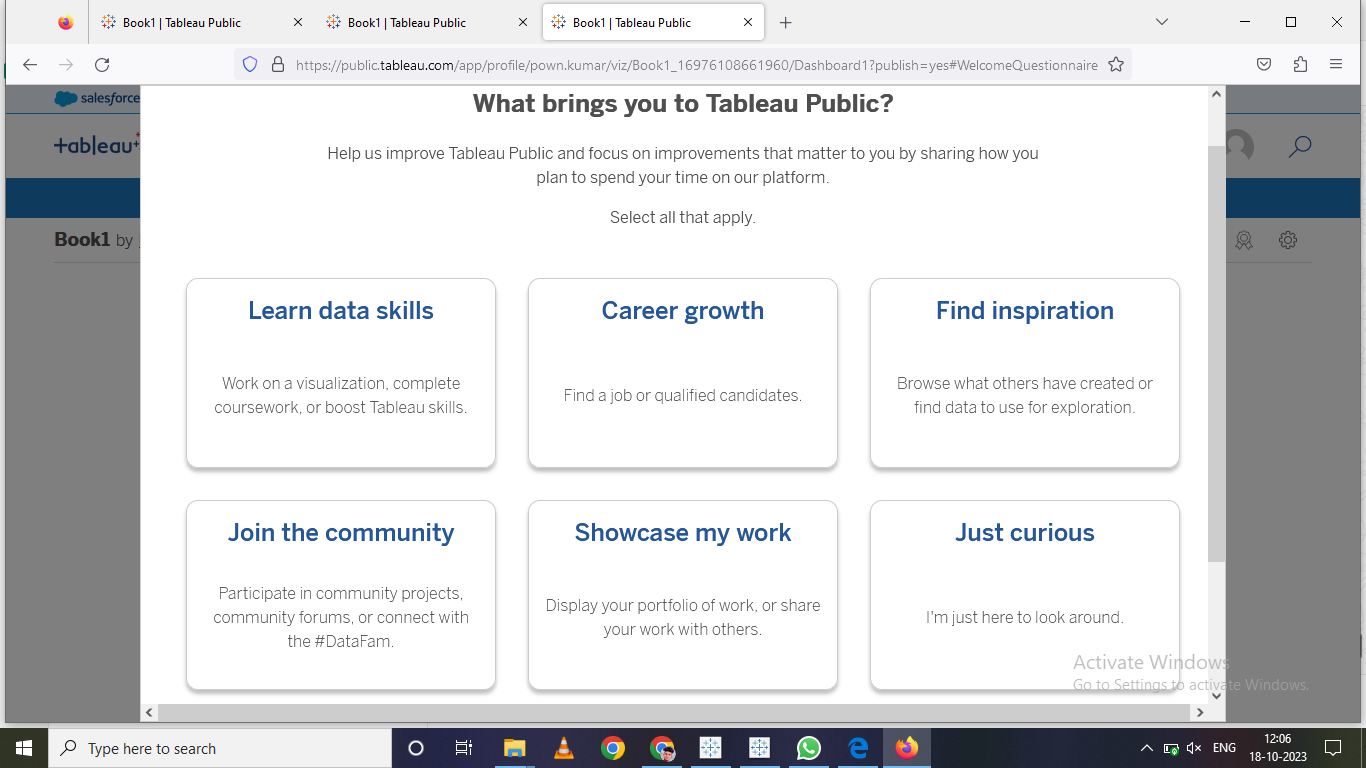 Book1 | Tableau Public
Book1 | Tableau Public
Book1 | Tableau Public
https://public.tableau.com/app/profile/pown.kumar/viz/Book1_16976108661960/Dashboard1?publish=yes#WelcomeQuestionnaire
salesforce
+ableau
What brings you to Tableau Public?
Help us improve Tableau Public and focus on improvements that matter to you by sharing how you
plan to spend your time on our platform.
Select all that apply.
Book1 by
Learn data skills
Work on a visualization, complete
coursework, or boost Tableau skills.
Career growth
Find a job or qualified candidates.
Find inspiration
Browse what others have created or
find data to use for exploration.
Join the community
Participate in community projects,
community forums, or connect with
the #DataFam.
Showcase my work
Display your portfolio of work, or share
your work with others.
Just curious
I'm just here to look around.
Activate Windows
Go to Settings to activate Windows.
Type here to search
ENG
12:06
18-10-2023